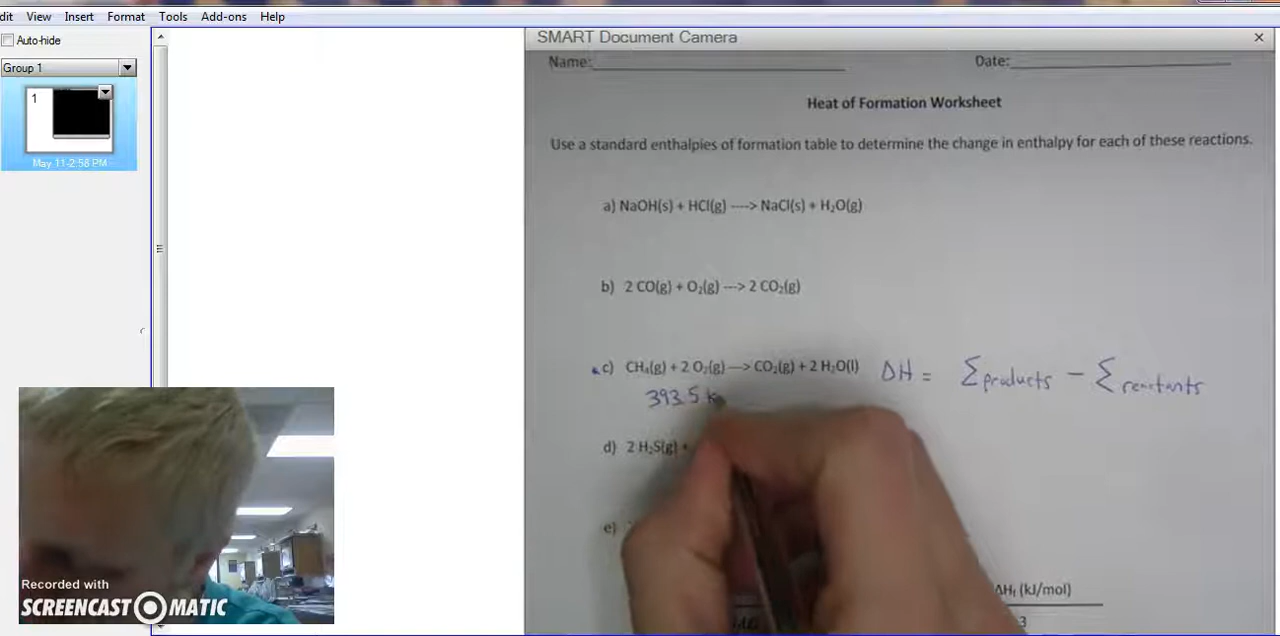 dit View Insert Format Tools Add-ons Help
Auto-hide
Group 1
1
May 11-2:58 PM
SMART Document Camera
Name: Date:
Heat of Formation Worksheet
Use a standard enthalpies of formation table to determine the change in enthalpy for each of these reactions.
a) NaOH(s) + HCl(g) ----> NaCl(s) + H₂O(g)
b) 2 CO(g) + O₂(g) ---> 2 CO₂(g)
c) CH₄(g) + 2 O₂(g) --> CO₂(g) + 2 H₂O(l) ΔH = Σ products - Σ reactants
393.5 k
d) 2 H₂S(g) +
e)
ΔHf (kJ/mol)
3
Recorded with
SCREENCAST O MATIC